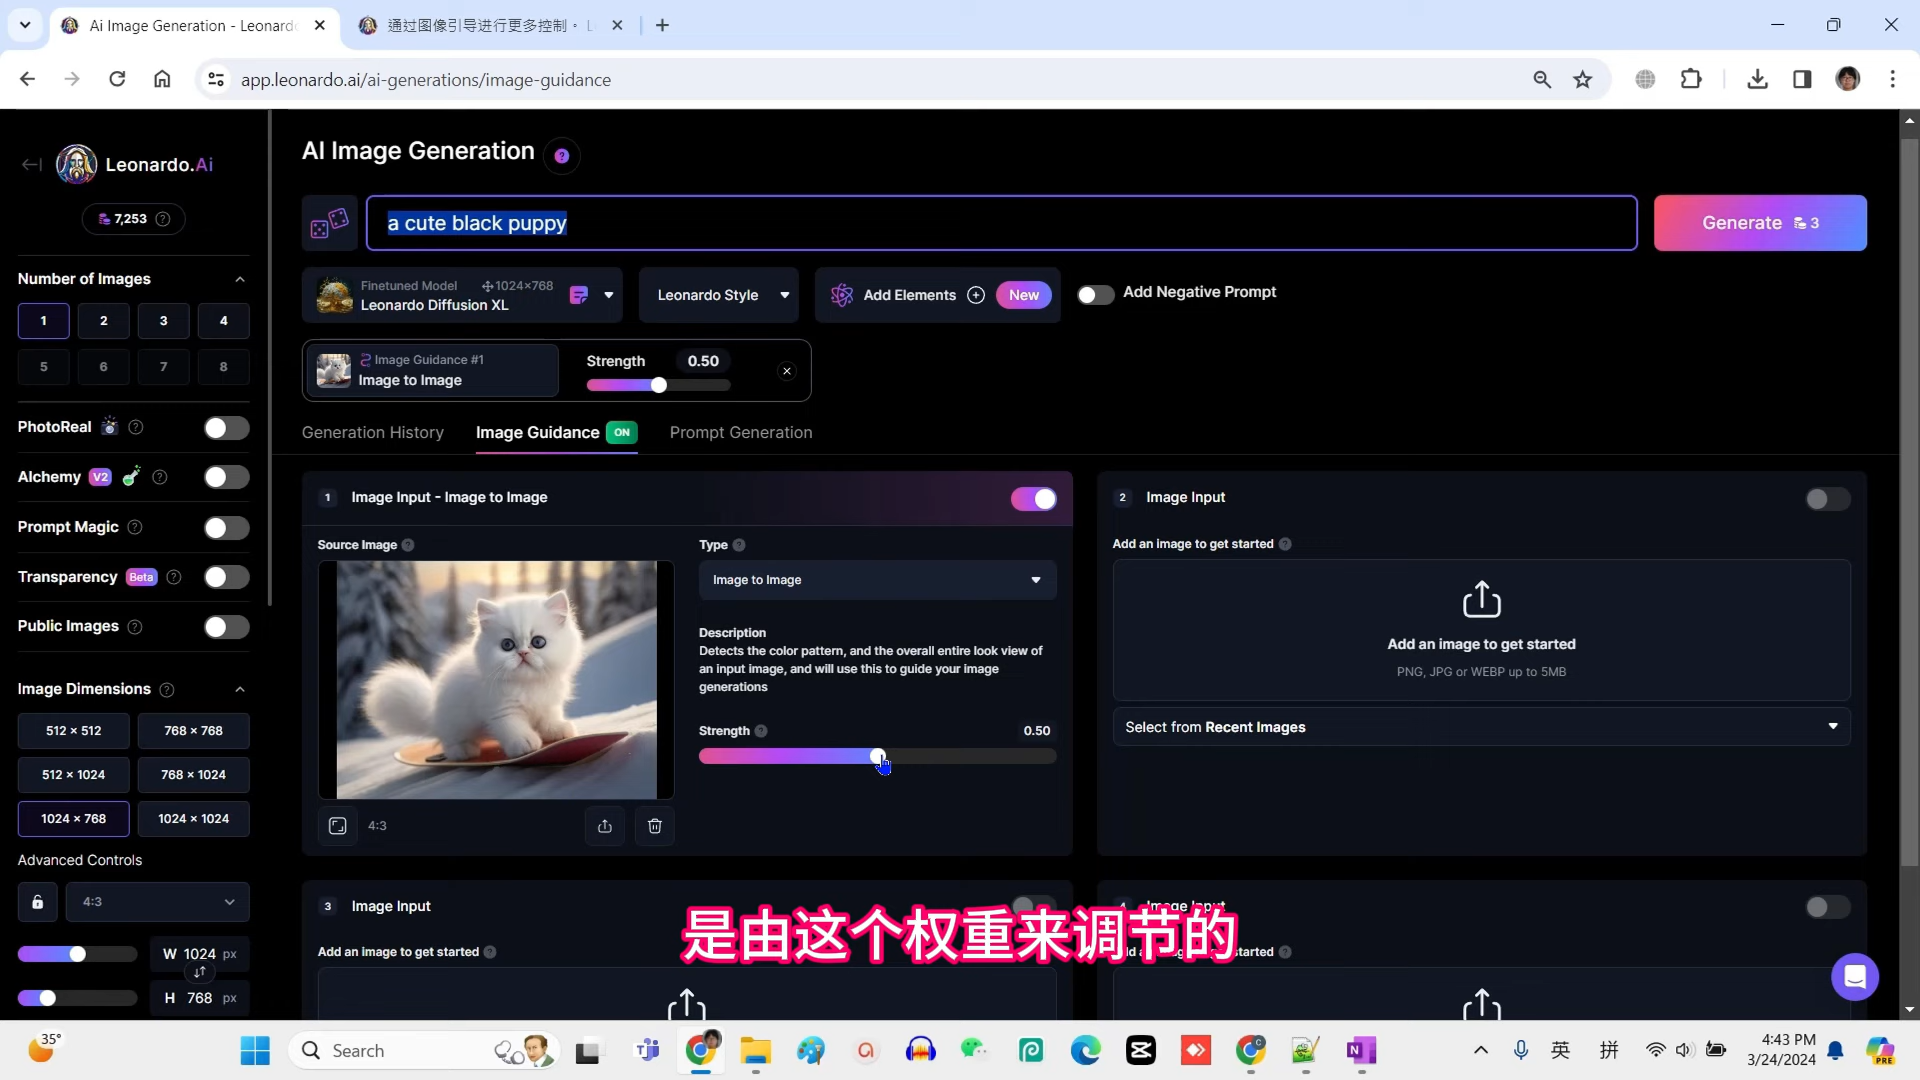 Ai Image Generation - Leonardo
通过图像引导进行更多控制。 L
app.leonardo.ai/ai-generations/image-guidance
Leonardo.Ai
7,253
Number of Images
1 2 3 4
5 6 7 8
PhotoReal
Alchemy V2
Prompt Magic
Transparency Beta
Public Images
Image Dimensions
512 × 512 768 × 768
512 × 1024 768 × 1024
1024 × 768 1024 × 1024
Advanced Controls
4:3
W 1024 px
H 768 px
AI Image Generation
a cute black puppy
Generate 3
Finetuned Model 1024×768
Leonardo Diffusion XL
Leonardo Style
Add Elements New
Add Negative Prompt
Image Guidance #1
Image to Image
Strength 0.50
Generation History Image Guidance ON Prompt Generation
1 Image Input - Image to Image
Source Image
4:3
Type
Image to Image
Description
Detects the color pattern, and the overall entire look view of
an input image, and will use this to guide your image
generations
Strength 0.50
2 Image Input
Add an image to get started
Add an image to get started
PNG, JPG or WEBP up to 5MB
Select from Recent Images
3 Image Input
Add an image to get started
4 Image Input
started
是由这个权重来调节的
35°
Search
英
拼
4:43 PM
3/24/2024
PRE